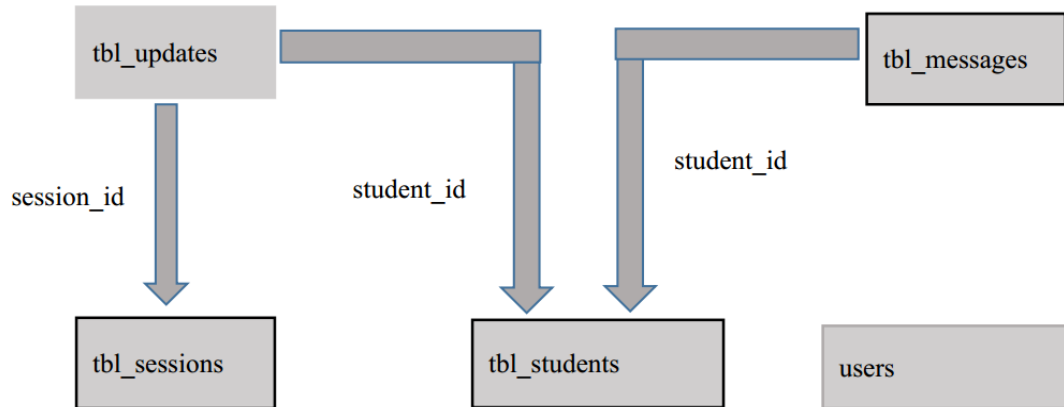 tbl_updates
tbl_messages
student_id
session_id
student_id
tbl_sessions
tbl_students
users